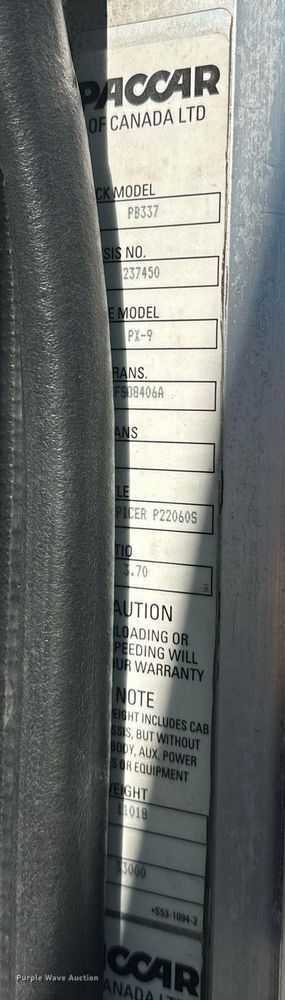 PACCAR
OF CANADA LTD
CK MODEL
PB337
SIS NO.
237450
E MODEL
PX-9
RANS.
FSO8406A
ANS
LE
PICER P22060S
TIO
3.70
AUTION
LOADING OR
PEEDING WILL
UR WARRANTY
NOTE
EIGHT INCLUDES CAB
SSIS, BUT WITHOUT
BODY, AUX. POWER
S OR EQUIPMENT
EIGHT
11018
33000
*S53-1094-2
CCAR
ANADA LTD
Purple Wave Auction